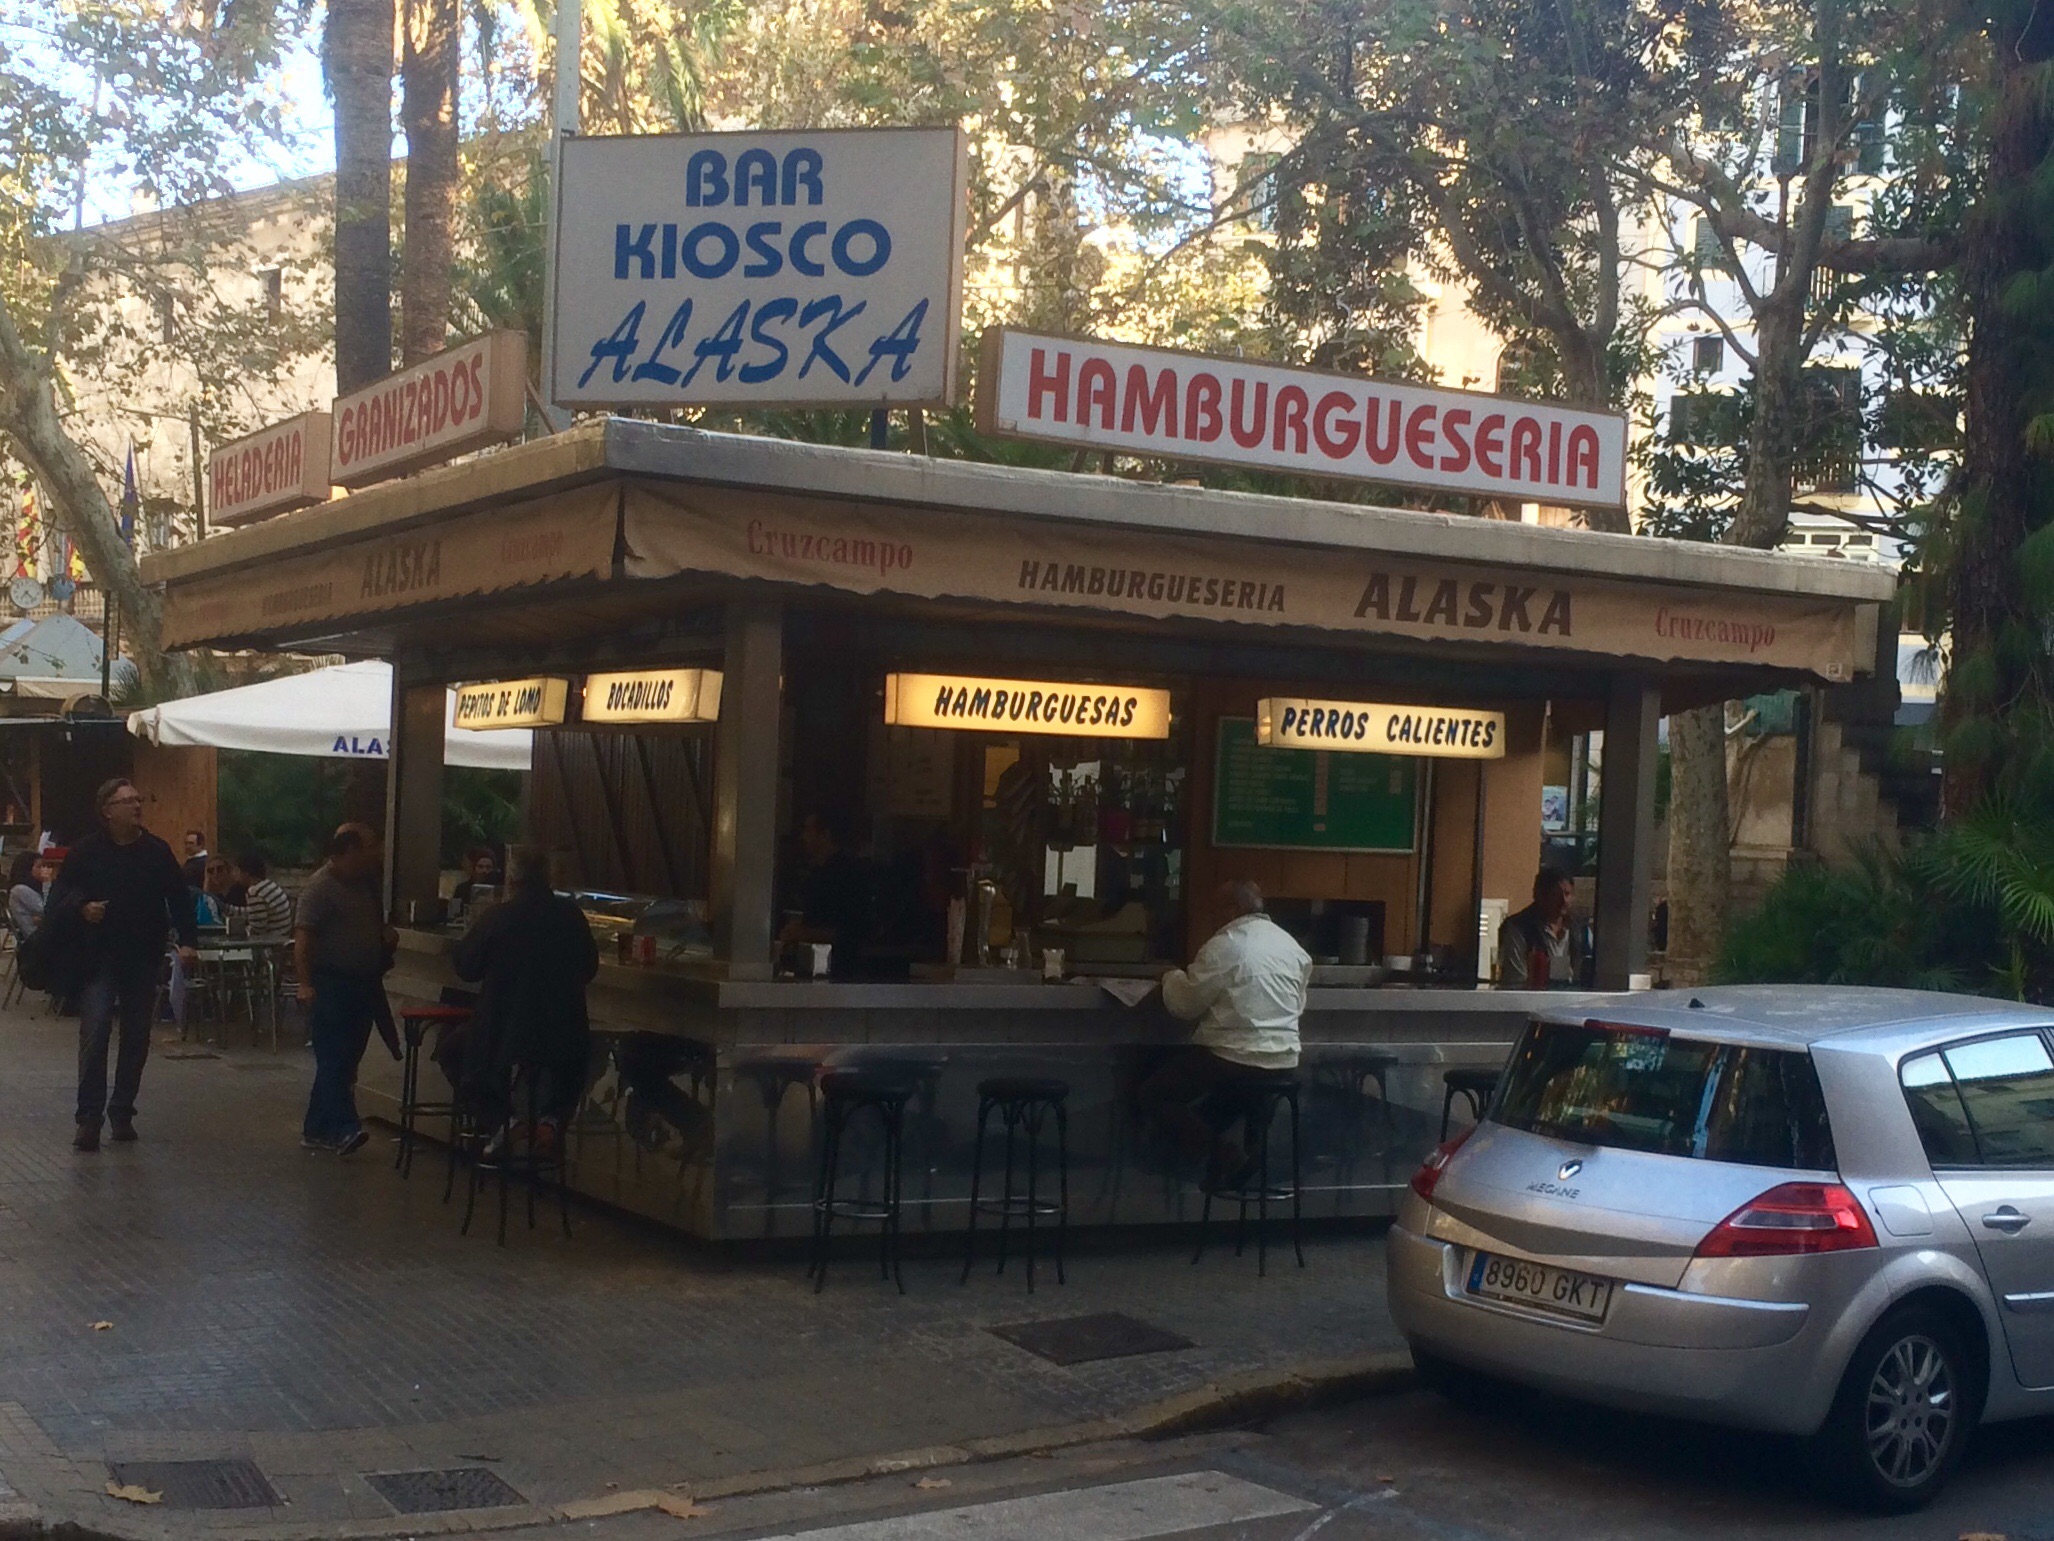 BAR
KIOSCO
ALASKA
HELADERIA
GRANIZADOS
HAMBURGUESERIA
HAMBURGUESERIA ALASKA Cruzcampo
Cruzcampo HAMBURGUESERIA ALASKA Cruzcampo
PEPITOS DE LOMO
BOCADILLOS
HAMBURGUESAS
PERROS CALIENTES
ALAS
MEGANE
8960 GKT